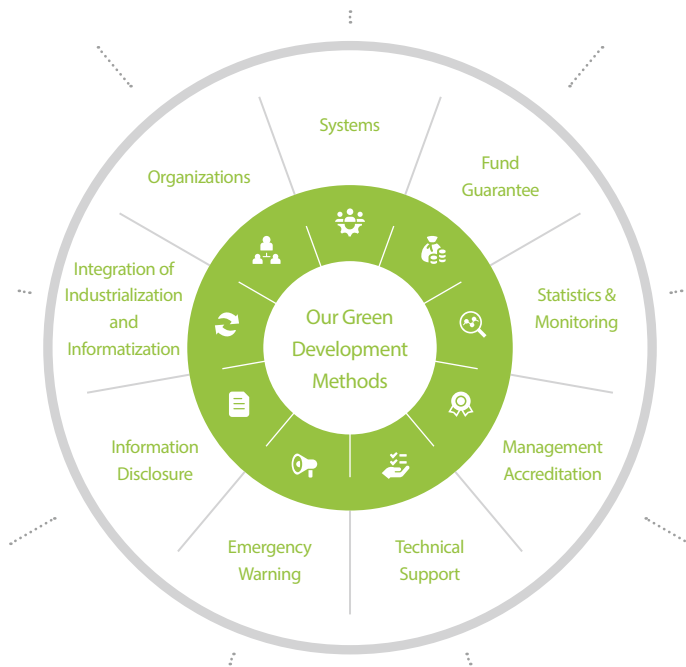 Systems
Fund
Guarantee
Statistics &
Monitoring
Management
Accreditation
Technical
Support
Emergency
Warning
Information
Disclosure
Integration of
Industrialization
and
Informatization
Organizations
Our Green
Development
Methods